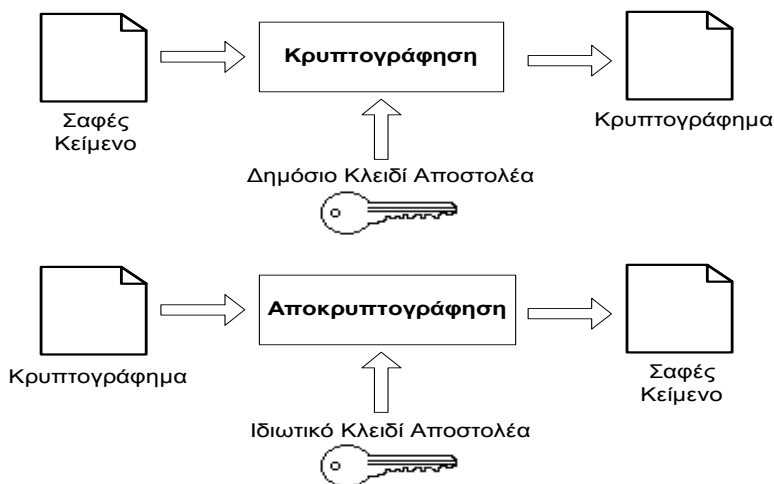 Κρυπτογράφηση
Σαφές
Κείμενο
Κρυπτογράφημα
Δημόσιο Κλειδί Αποστολέα
Αποκρυπτογράφηση
Κρυπτογράφημα
Σαφές
Κείμενο
Ιδιωτικό Κλειδί Αποστολέα